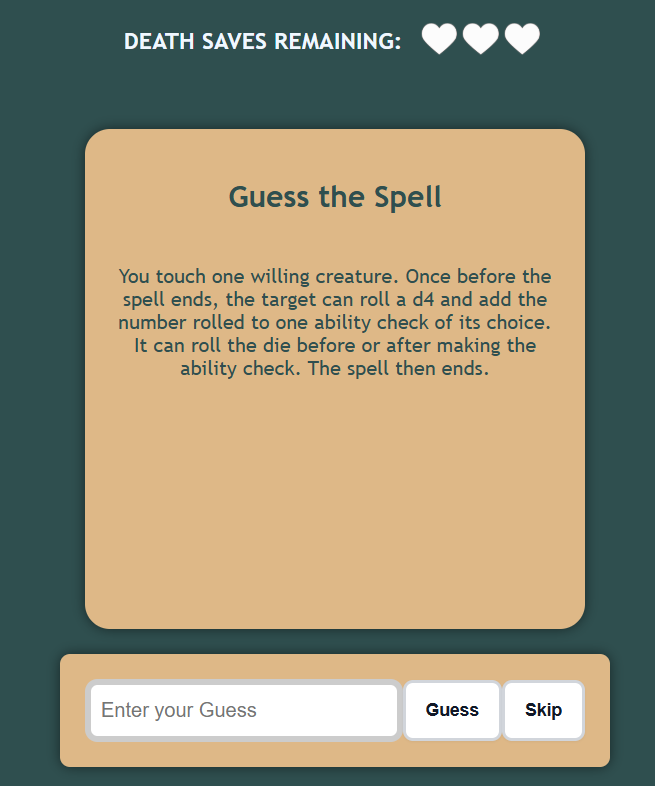 DEATH SAVES REMAINING:
Guess the Spell
You touch one willing creature. Once before the
spell ends, the target can roll a d4 and add the
number rolled to one ability check of its choice.
It can roll the die before or after making the
ability check. The spell then ends.
Enter your Guess
Guess
Skip